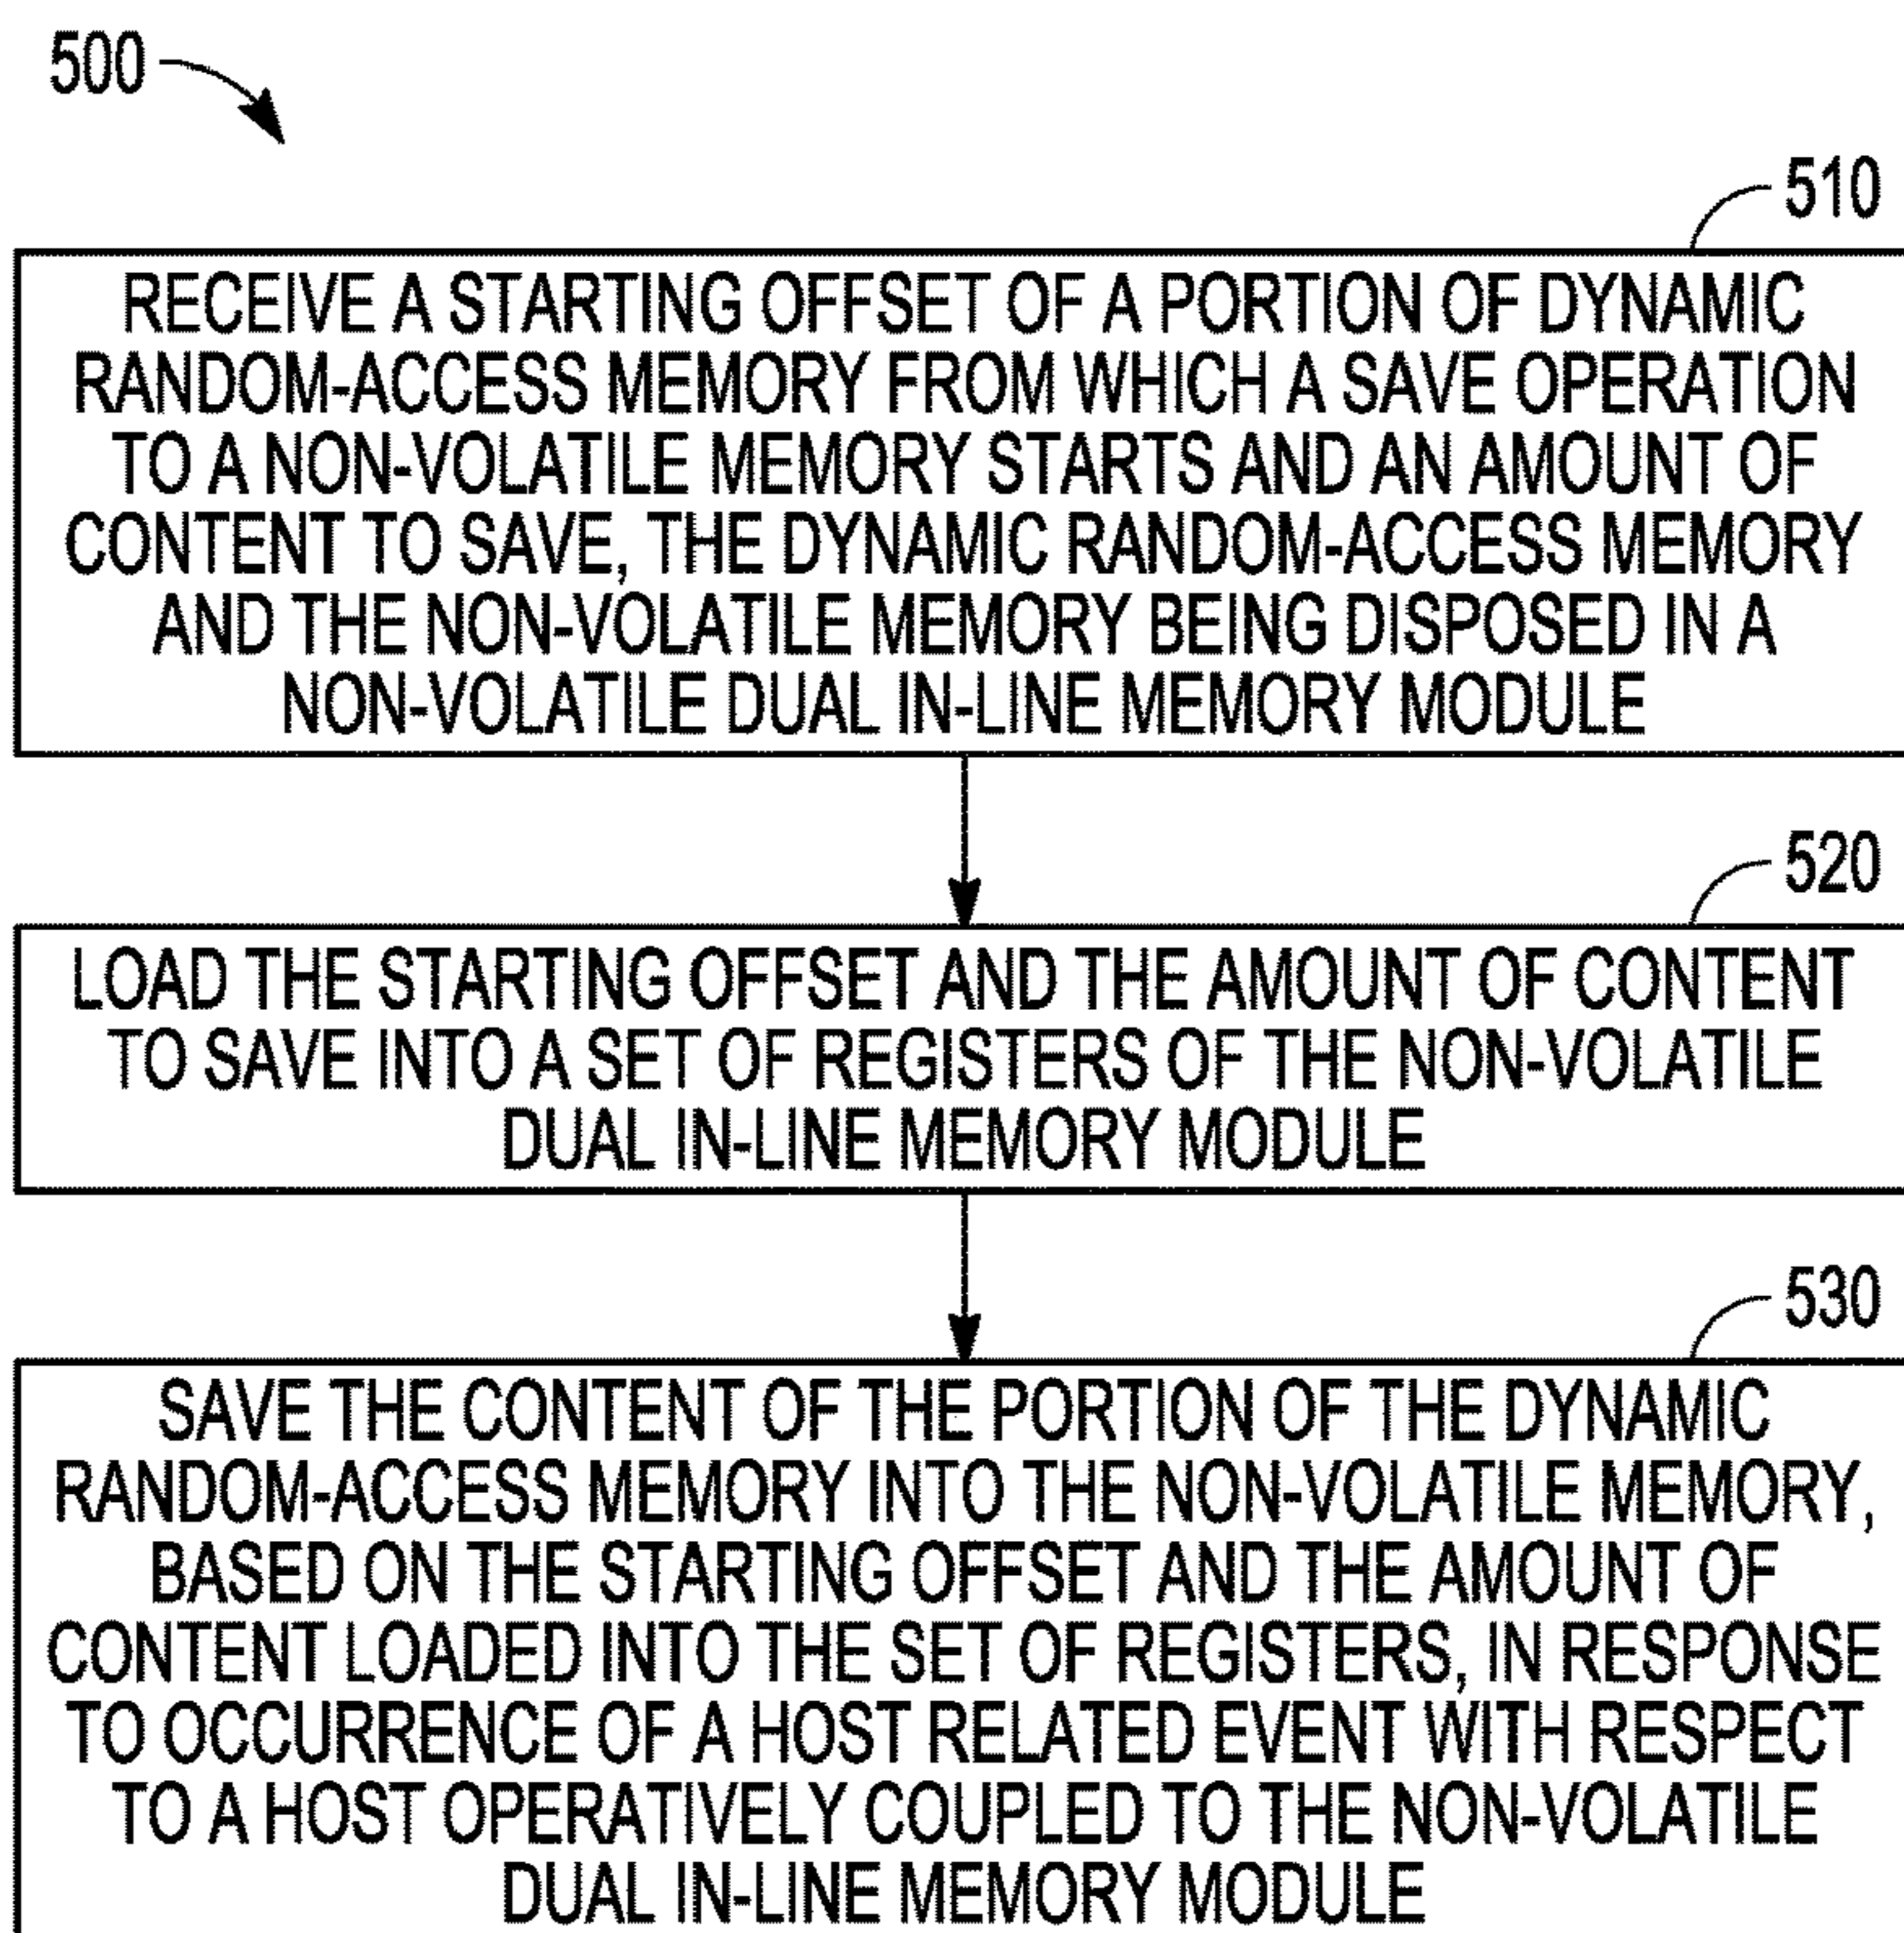 500
510
RECEIVE A STARTING OFFSET OF A PORTION OF DYNAMIC
RANDOM-ACCESS MEMORY FROM WHICH A SAVE OPERATION
TO A NON-VOLATILE MEMORY STARTS AND AN AMOUNT OF
CONTENT TO SAVE, THE DYNAMIC RANDOM-ACCESS MEMORY
AND THE NON-VOLATILE MEMORY BEING DISPOSED IN A
NON-VOLATILE DUAL IN-LINE MEMORY MODULE
520
LOAD THE STARTING OFFSET AND THE AMOUNT OF CONTENT
TO SAVE INTO A SET OF REGISTERS OF THE NON-VOLATILE
DUAL IN-LINE MEMORY MODULE
530
SAVE THE CONTENT OF THE PORTION OF THE DYNAMIC
RANDOM-ACCESS MEMORY INTO THE NON-VOLATILE MEMORY,
BASED ON THE STARTING OFFSET AND THE AMOUNT OF
CONTENT LOADED INTO THE SET OF REGISTERS, IN RESPONSE
TO OCCURRENCE OF A HOST RELATED EVENT WITH RESPECT
TO A HOST OPERATIVELY COUPLED TO THE NON-VOLATILE
DUAL IN-LINE MEMORY MODULE